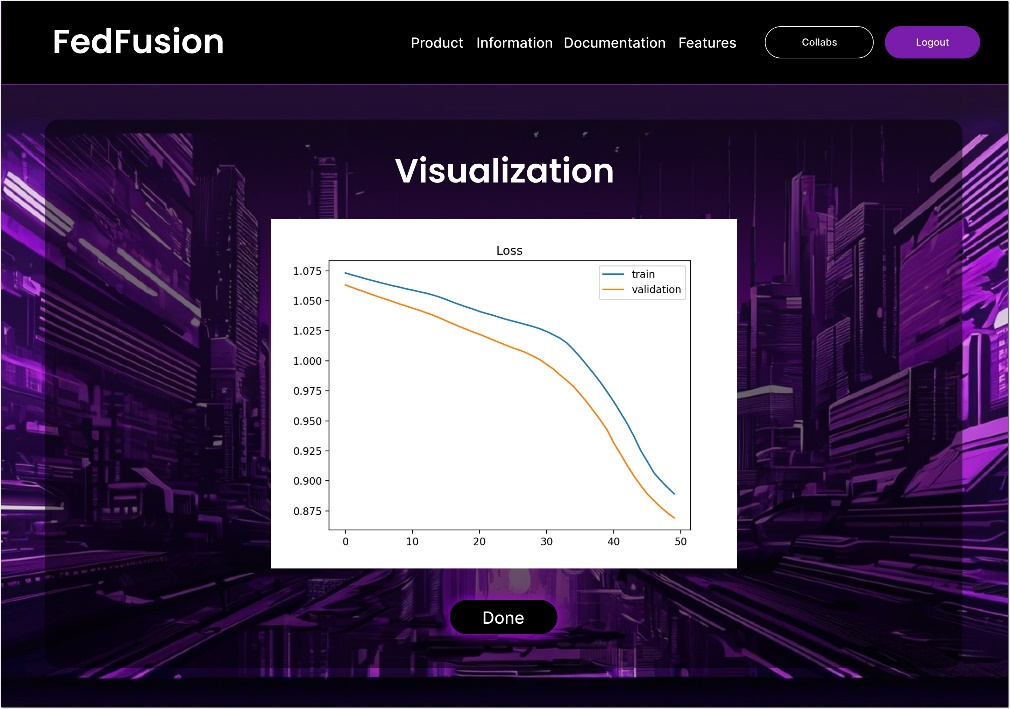 FedFusion
Product Information Documentation Features Collabs Logout
Visualization
Loss
train
validation
1.075
1.050
1.025
1.000
0.975
0.950
0.925
0.900
0.875
0 10 20 30 40 50
Done